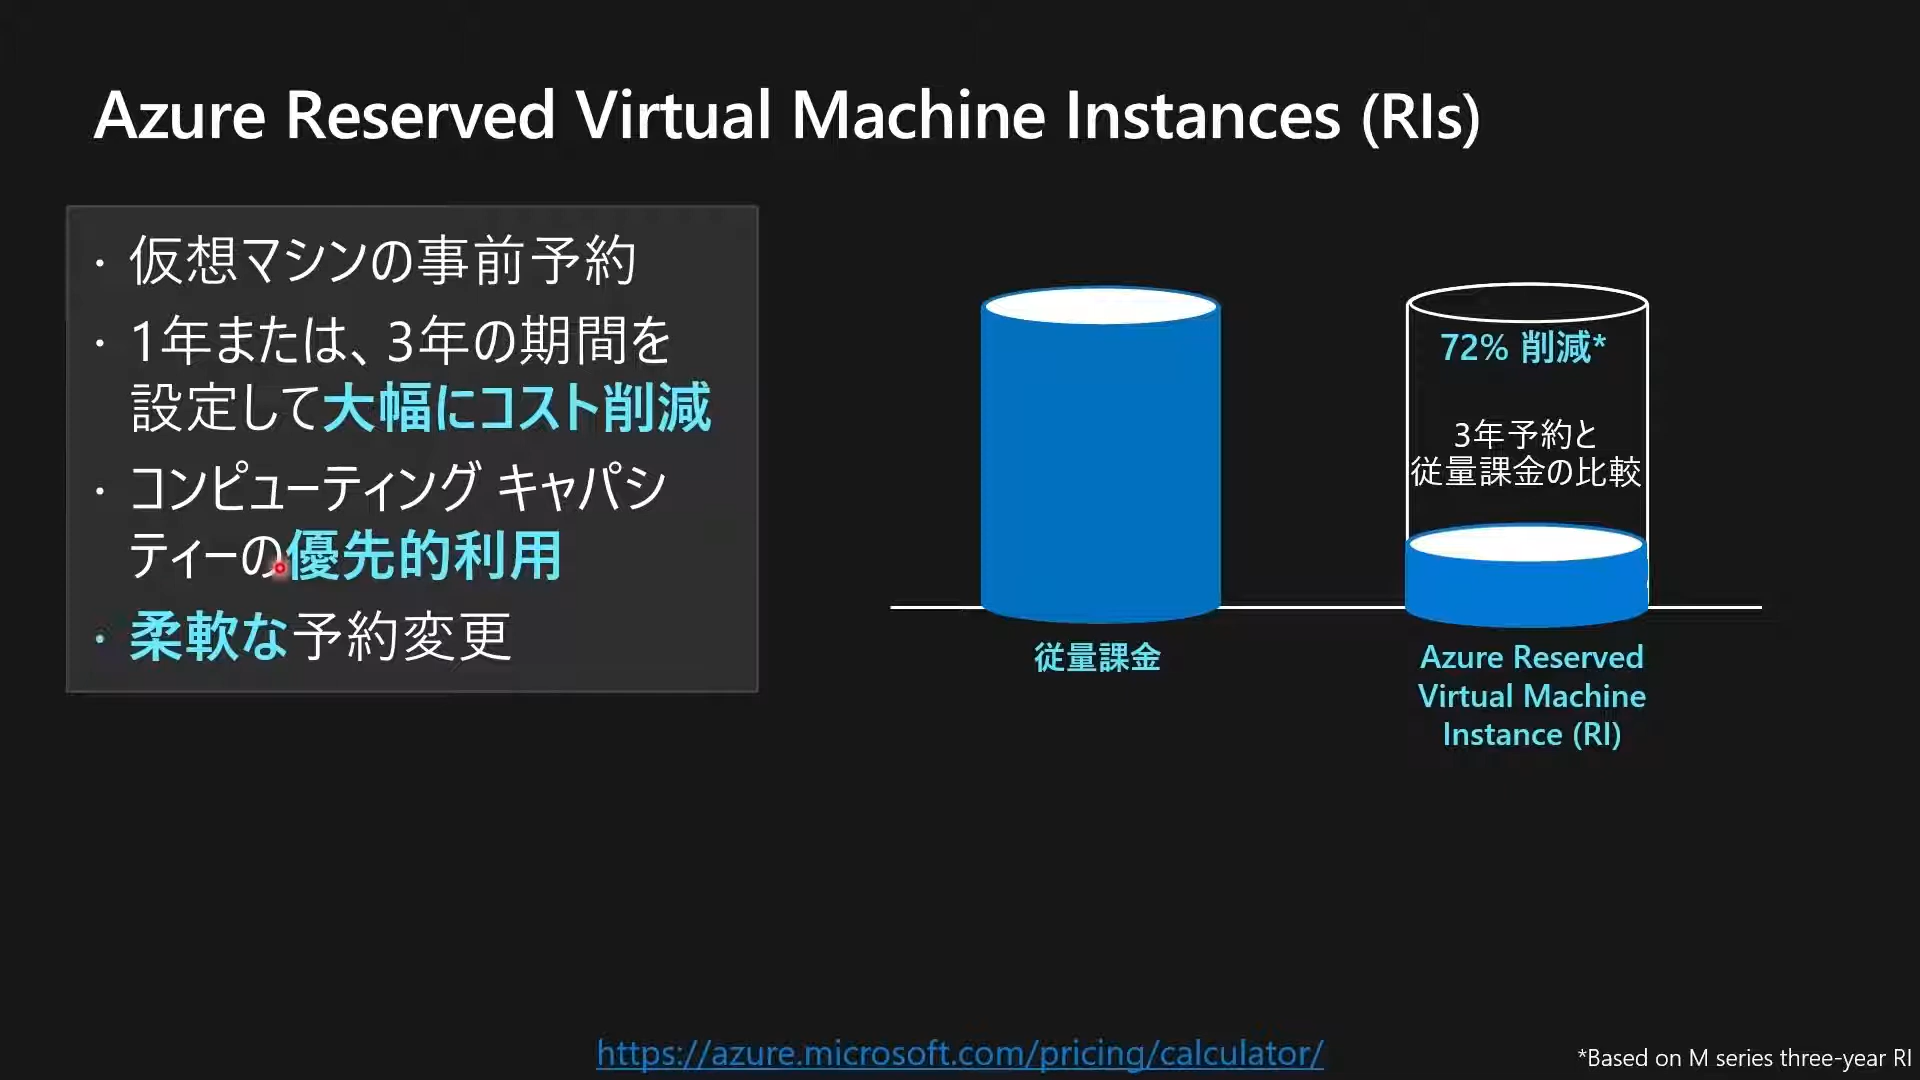 Azure Reserved Virtual Machine Instances (RIs)
・仮想マシンの事前予約
・1年または、3年の期間を
設定して大幅にコスト削減
・コンピューティング キャパシ
ティーの優先的利用
・柔軟な予約変更
72% 削減*
3年予約と
従量課金の比較
従量課金
Azure Reserved
Virtual Machine
Instance (RI)
https://azure.microsoft.com/pricing/calculator/
*Based on M series three-year RI